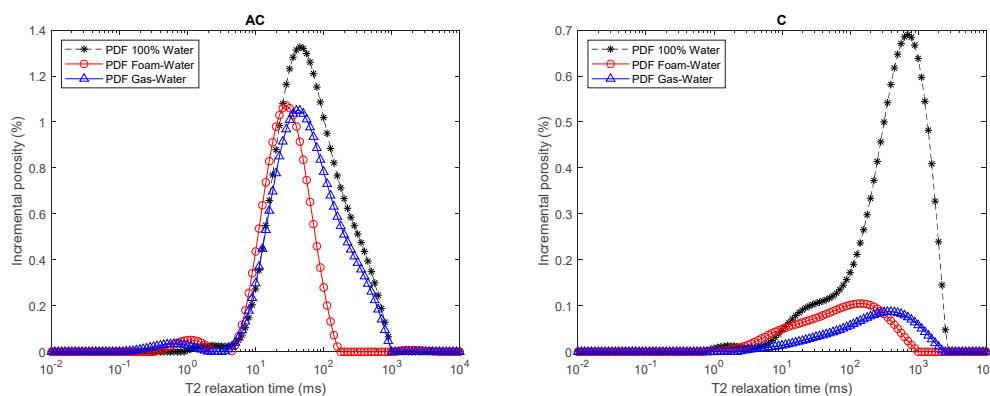 AC
1.4
1.2
1
0.8
0.6
0.4
0.2
0
Incremental porosity (%)
PDF 100% Water
PDF Foam-Water
PDF Gas-Water
10-2
10-1
100
101
102
103
104
T2 relaxation time (ms)
C
0.7
0.6
0.5
0.4
0.3
0.2
0.1
0
Incremental porosity (%)
PDF 100% Water
PDF Foam-Water
PDF Gas-Water
10-2
10-1
100
101
102
103
10
T2 relaxation time (ms)